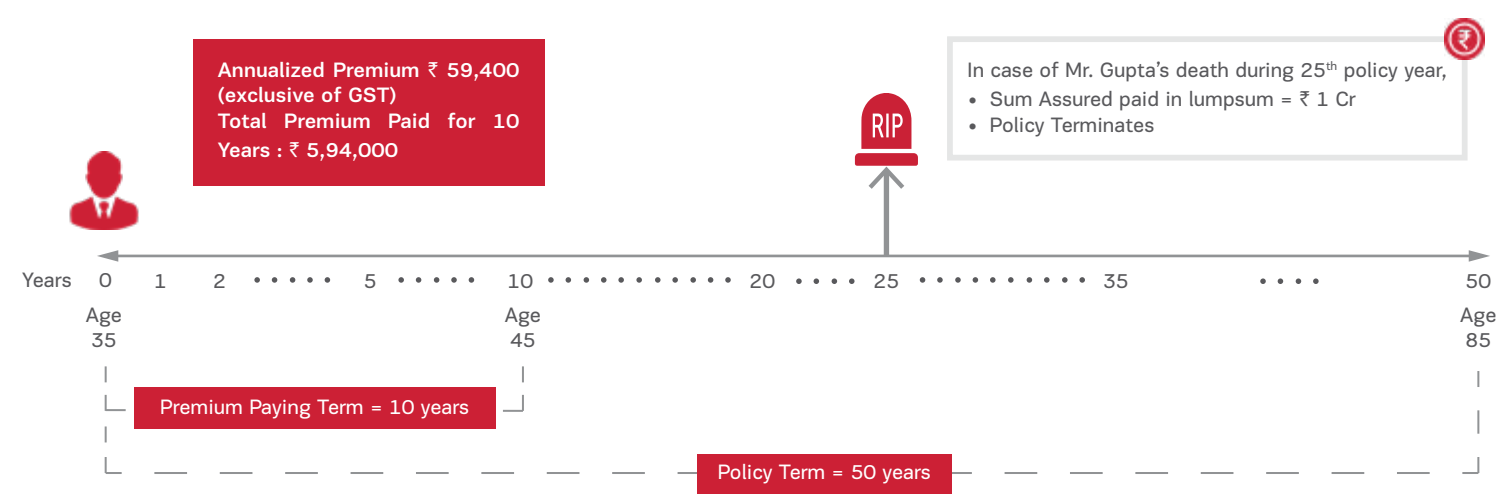 Annualized Premium ₹ 59,400
(exclusive of GST)
Total Premium Paid for 10
Years : ₹ 5,94,000
RIP
₹
In case of Mr. Gupta’s death during 25th policy year,
• Sum Assured paid in lumpsum = ₹ 1 Cr
• Policy Terminates
Years 0 1 2 ..... 5 ..... 10 ........... 20 .... 25 .......... 35 .... 50
Age Age Age
35 45 85
Premium Paying Term = 10 years
Policy Term = 50 years